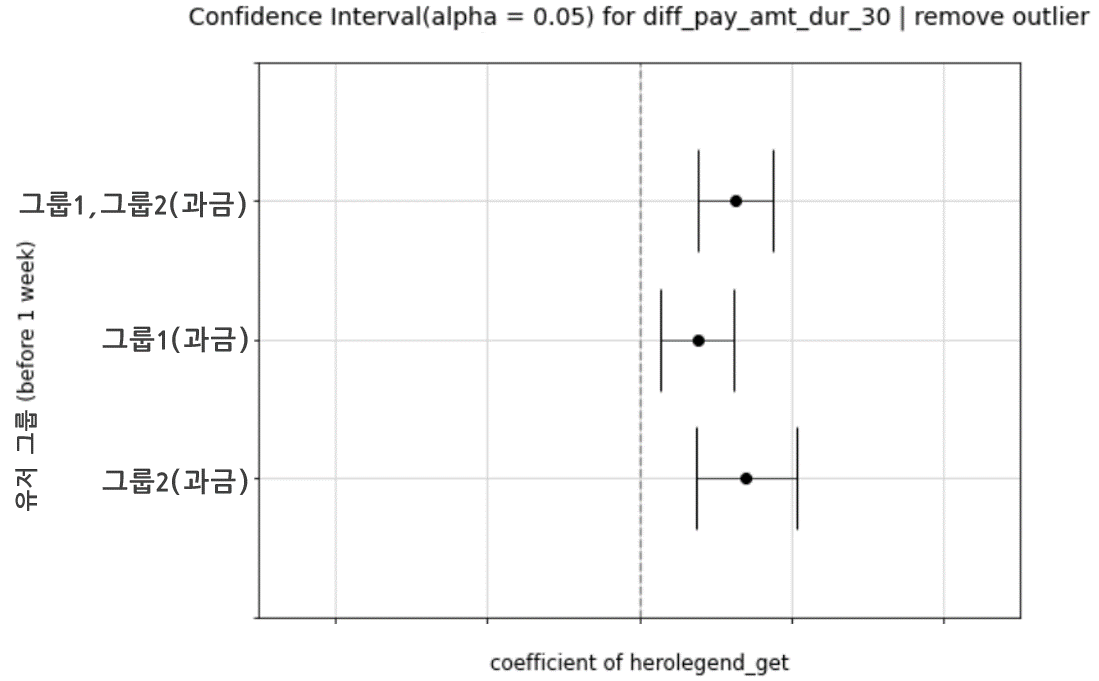 Confidence Interval(alpha = 0.05) for diff_pay_amt_dur_30 | remove outlier
그룹1,그룹2(과금)
그룹1(과금)
그룹2(과금)
유저 그룹 (before 1 week)
coefficient of herolegend_get